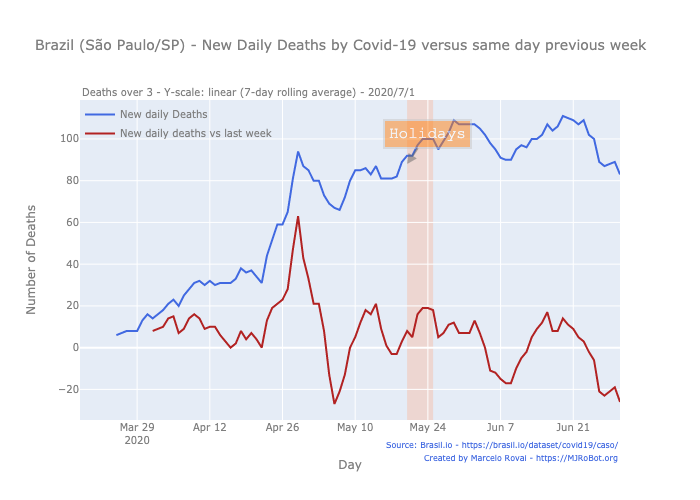 Brazil (São Paulo/SP) - New Daily Deaths by Covid-19 versus same day previous week
Deaths over 3 - Y-scale: linear (7-day rolling average) - 2020/7/1
New daily Deaths
New daily deaths vs last week
Holidays
Number of Deaths
100
80
60
40
20
0
−20
Mar 29
2020
Apr 12
Apr 26
May 10
May 24
Jun 7
Jun 21
Day
Source: Brasil.io - https://brasil.io/dataset/covid19/caso/
Created by Marcelo Rovai - https://MJRoBot.org